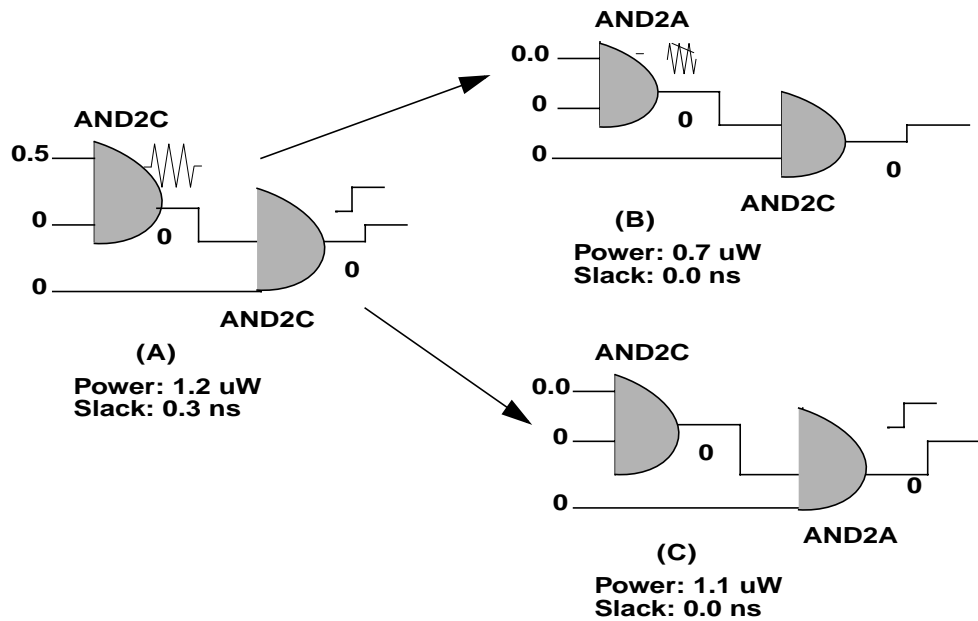 AND2C
0.5
0
0
0
0
AND2C
(A)
Power: 1.2 uW
Slack: 0.3 ns
AND2A
0.0
0
0
0
0
AND2C
(B)
Power: 0.7 uW
Slack: 0.0 ns
AND2C
0.0
0
0
0
0
AND2A
(C)
Power: 1.1 uW
Slack: 0.0 ns